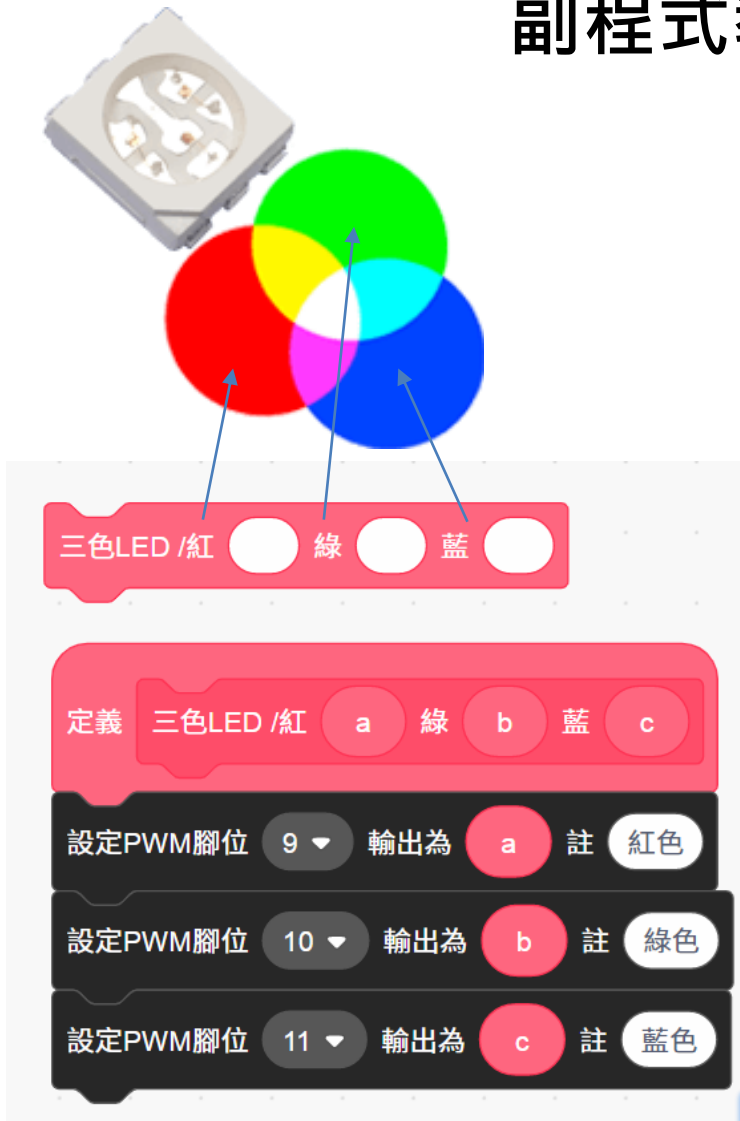 副程式
三色LED /紅 綠 藍
定義 三色LED /紅 a 綠 b 藍 c
設定PWM腳位 9 輸出為 a 註 紅色
設定PWM腳位 10 輸出為 b 註 綠色
設定PWM腳位 11 輸出為 c 註 藍色